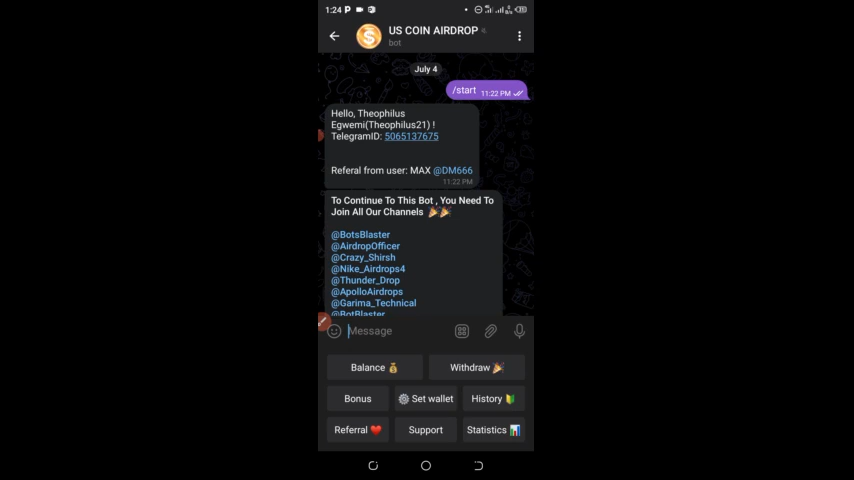 1:24 P
US COIN AIRDROP
bot
July 4
/start 11:22 PM
Hello, Theophilus
Egwemi(Theophilus21) !
TelegramID: 5065137675
Referal from user: MAX @DM666
11:22 PM
To Continue To This Bot , You Need To
Join All Our Channels 🎉🎉
@BotsBlaster
@AirdropOfficer
@Crazy_Shirsh
@Nike_Airdrops4
@Thunder_Drop
@ApolloAirdrops
@Garima_Technical
@BotBlaster
Message
Balance 💰 Withdraw 🎉
Bonus ⚙️ Set wallet History 🔰
Referral ❤️ Support Statistics 📊